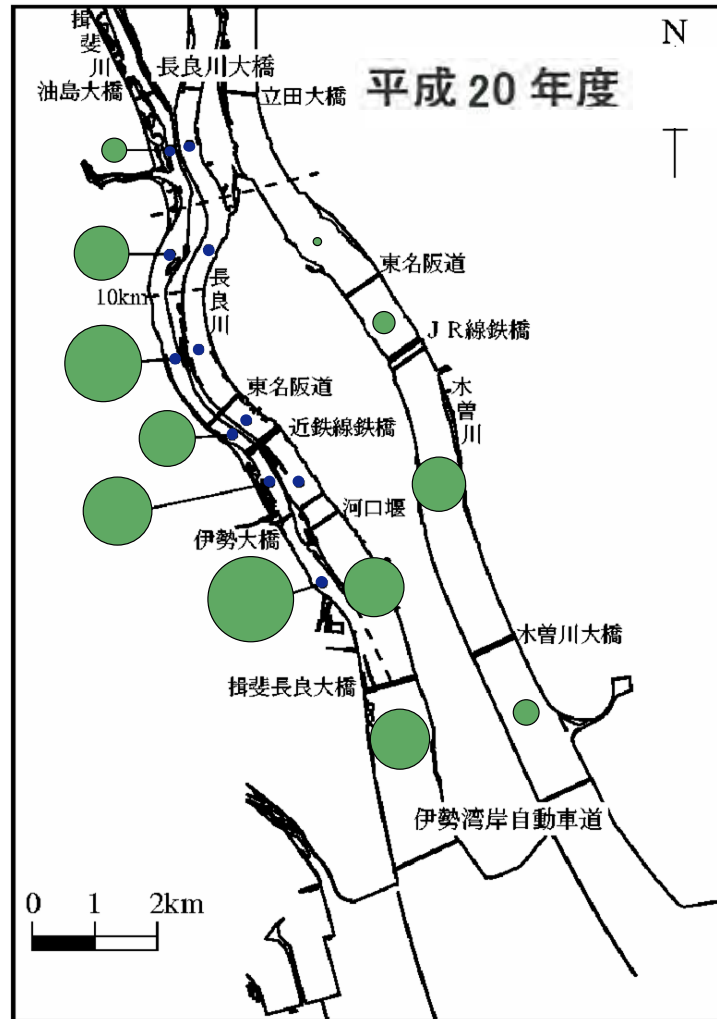 N
平成20年度
揖斐川
長良川大橋
油島大橋
立田大橋
東名阪道
長良川
10km
JR線鉄橋
木曽川
東名阪道
近鉄線鉄橋
河口堰
伊勢大橋
木曽川大橋
揖斐長良大橋
伊勢湾岸自動車道
0 1 2km